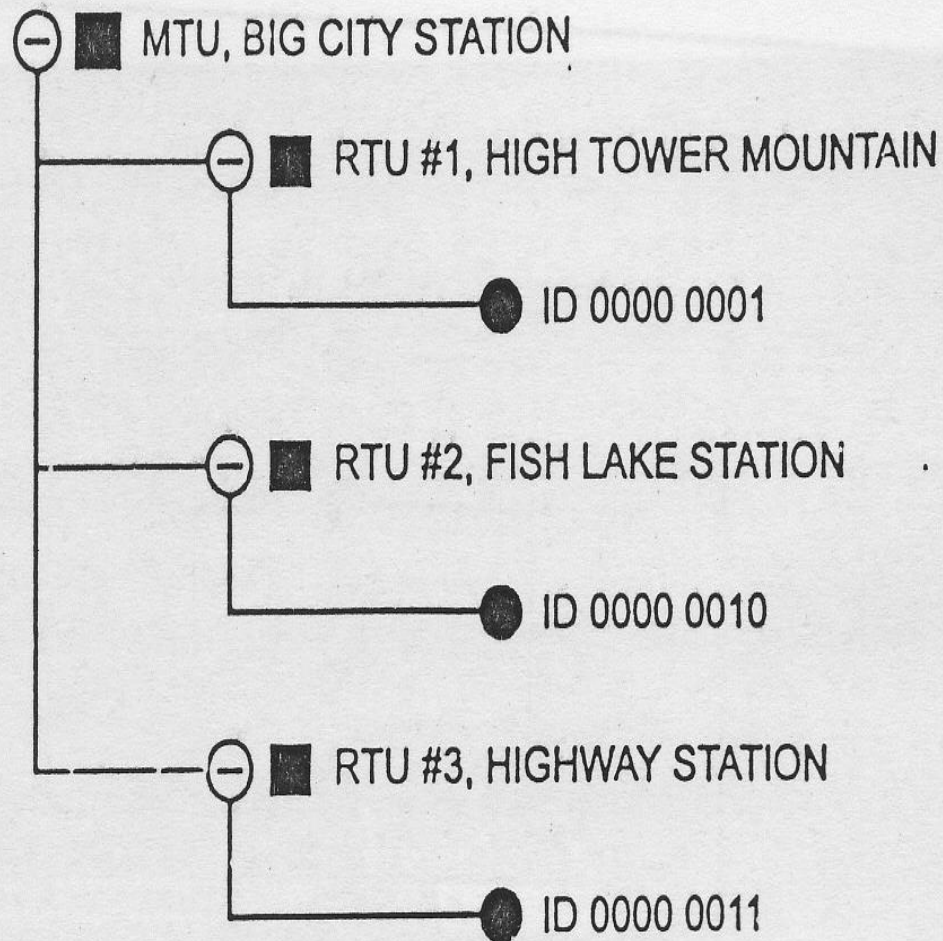 MTU, BIG CITY STATION
RTU #1, HIGH TOWER MOUNTAIN
ID 0000 0001
RTU #2, FISH LAKE STATION
ID 0000 0010
RTU #3, HIGHWAY STATION
ID 0000 0011